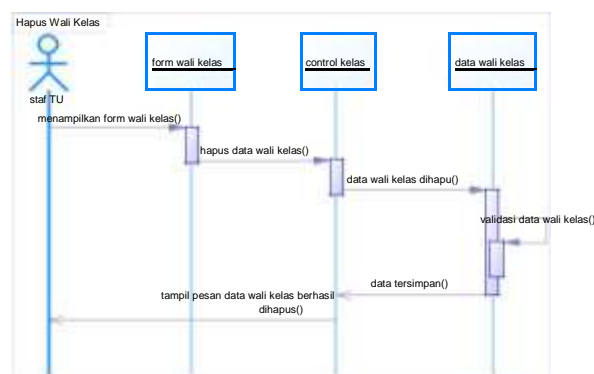 Hapus Wali Kelas
form wali kelas
control kelas
data wali kelas
staf TU
menampilkan form wali kelas()
hapus data wali kelas()
data wali kelas dihapu()
validasi data wali kelas()
data tersimpan()
tampil pesan data wali kelas berhasil
dihapus()